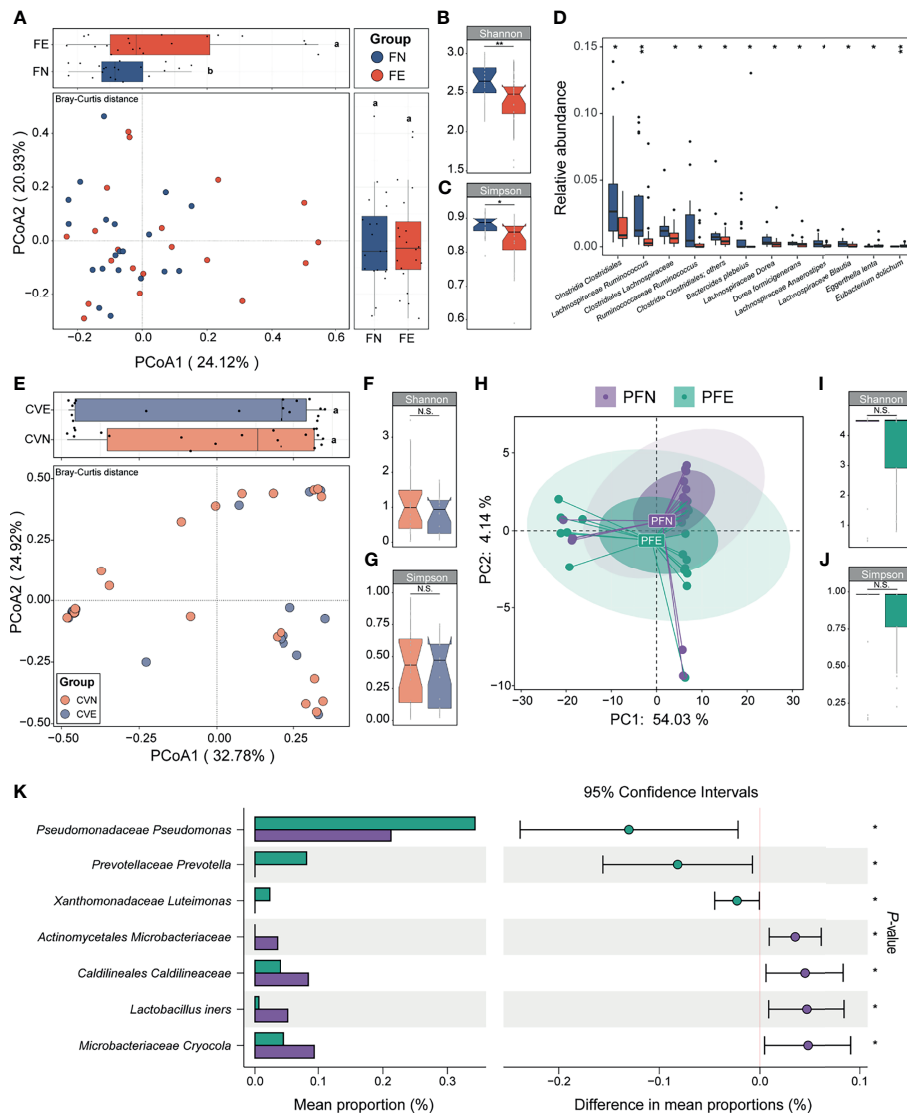 A
FE
FN
a
b
Group
FN
FE
Bray-Curtis distance
a
a
0.4
0.2
0.0
−0.2
PCoA2 ( 20.93% )
−0.2
0.0
0.2
0.4
0.6
PCoA1 ( 24.12% )
FN
FE
B
Shannon
**
3.0
2.5
2.0
1.5
C
Simpson
*
0.9
0.8
0.7
0.6
D
0.15
0.10
0.05
0.00
Relative abundance
* ** * * * * * * * * * **
Clostridia Clostridiales
Lachnospiraceae Ruminococcus
Clostridiales Lachnospiraceae
Ruminococcaceae Ruminococcus
Clostridia Clostridiales; others
Bacteroides plebeius
Lachnospiraceae Dorea
Dorea formicigenerans
Lachnospiraceae Anaerostipes
Lachnospiraceae Blautia
Eggerthella lenta
Eubacterium dolichum
E
CVE
CVN
a
a
Bray-Curtis distance
0.50
0.25
0.00
−0.25
−0.50
PCoA2 ( 24.92% )
Group
CVN
CVE
−0.50
−0.25
0.00
0.25
PCoA1 ( 32.78% )
F
Shannon
N.S.
3
2
1
0
G
Simpson
N.S.
1.00
0.75
0.50
0.25
0.00
H
PFN
PFE
5
0
−5
−10
PC2: 4.14 %
PFN
PFE
−30
−20
−10
0
10
20
30
PC1: 54.03 %
I
Shannon
N.S.
4
3
2
1
J
Simpson
N.S.
1.00
0.75
0.50
0.25
K
95% Confidence Intervals
Pseudomonadaceae Pseudomonas
*
Prevotellaceae Prevotella
*
Xanthomonadaceae Luteimonas
*
Actinomycetales Microbacteriaceae
*
Caldilineales Caldilineaceae
*
Lactobacillus iners
*
Microbacteriaceae Cryocola
*
P-value
0.0
0.1
0.2
0.3
Mean proportion (%)
−0.2
−0.1
0.0
0.1
Difference in mean proportions (%)